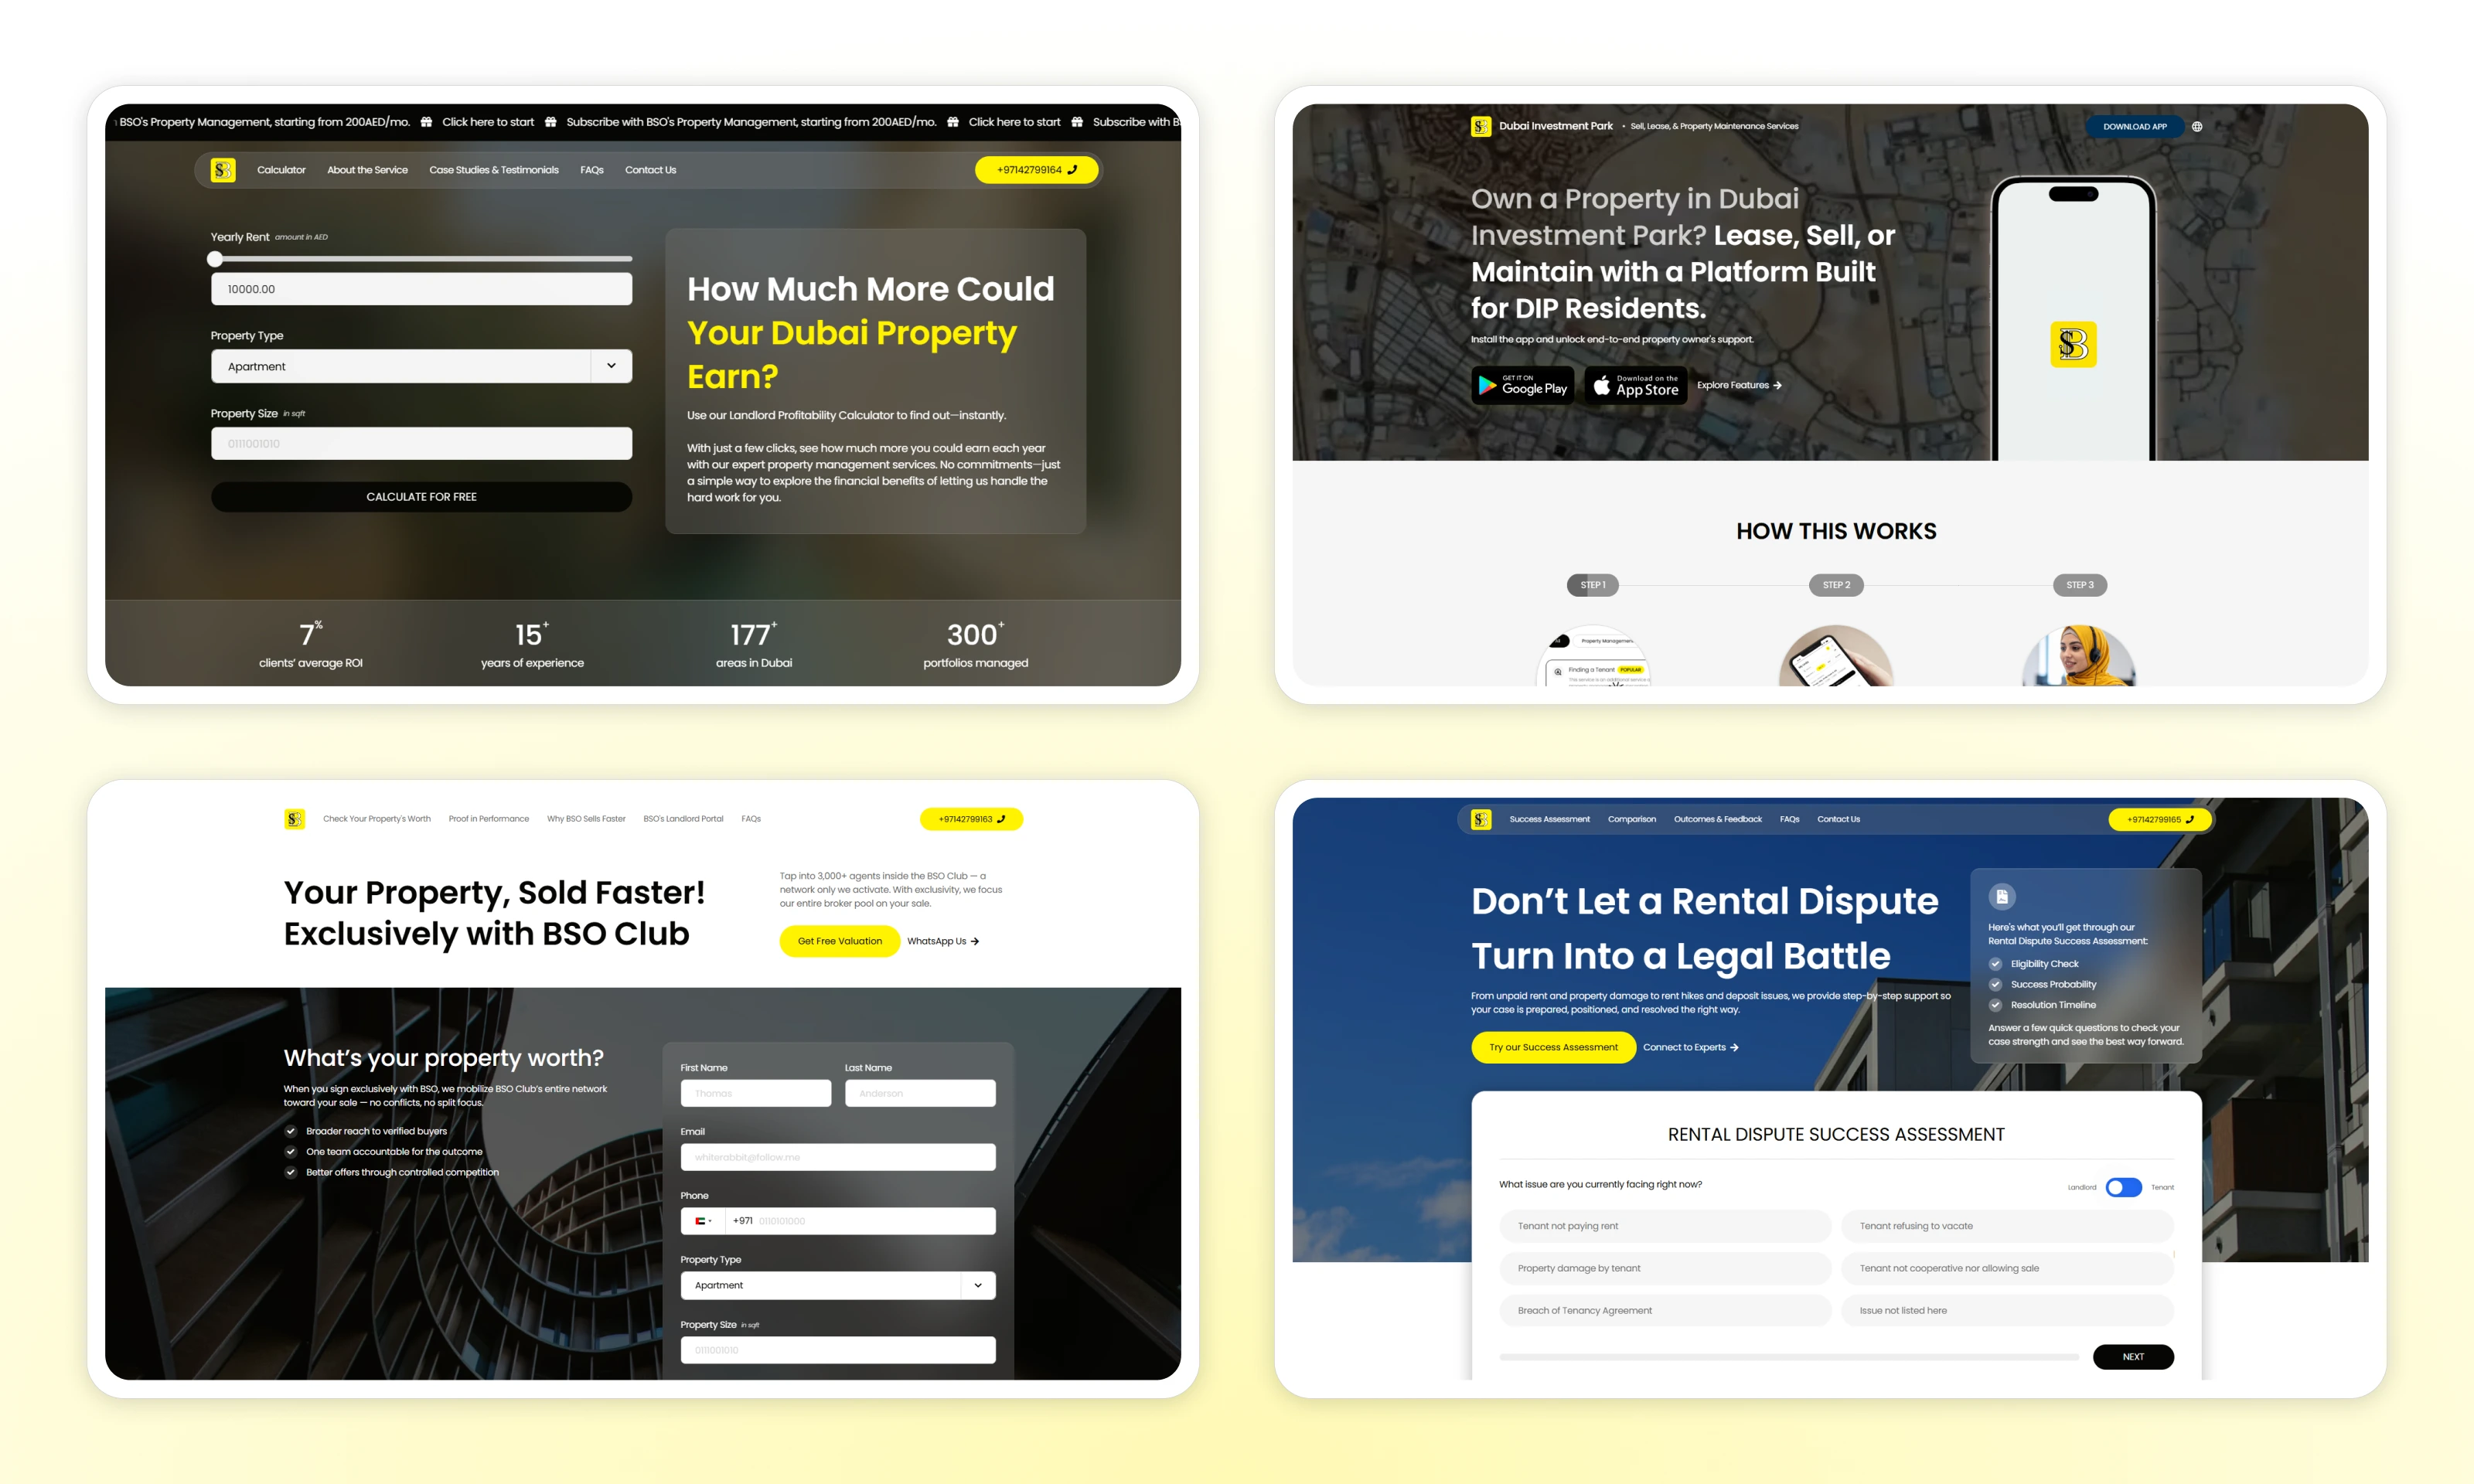 BSO's Property Management, starting from 200AED/mo. Click here to start Subscribe with BSO's Property Management, starting from 200AED/mo. Click here to start Subscribe with
Calculator About the Service Case Studies & Testimonials FAQs Contact Us +97142799164
Yearly Rent amount in AED
10000.00
Property Type
Apartment
Property Size in sqft
0111001010
CALCULATE FOR FREE
How Much More Could
Your Dubai Property
Earn?
Use our Landlord Profitability Calculator to find out—instantly.
With just a few clicks, see how much more you could earn each year
with our expert property management services. No commitments—just
a simple way to explore the financial benefits of letting us handle the
hard work for you.
7% 15+ 177+ 300+
clients' average ROI years of experience areas in Dubai portfolios managed
Dubai Investment Park • Sell, Lease, & Property Maintenance Services DOWNLOAD APP
Own a Property in Dubai
Investment Park? Lease, Sell, or
Maintain with a Platform Built
for DIP Residents.
Install the app and unlock end-to-end property owner's support.
GET IT ON
Google Play
Download on the
App Store
Explore Features
HOW THIS WORKS
STEP 1 STEP 2 STEP 3
Property Management
Finding a Tenant POPULAR
Check Your Property's Worth Proof in Performance Why BSO Sells Faster BSO's Landlord Portal FAQs +97142799163
Your Property, Sold Faster!
Exclusively with BSO Club
Tap into 3,000+ agents inside the BSO Club — a
network only we activate. With exclusivity, we focus
our entire broker pool on your sale.
Get Free Valuation WhatsApp Us
What's your property worth?
When you sign exclusively with BSO, we mobilize BSO Club's entire network
toward your sale — no conflicts, no split focus.
Broader reach to verified buyers
One team accountable for the outcome
Better offers through controlled competition
First Name Last Name
Thomas Anderson
Email
whiterabbit@follow.me
Phone
+971 0110101000
Property Type
Apartment
Property Size in sqft
0111001010
Success Assessment Comparison Outcomes & Feedback FAQs Contact Us +97142799165
Don't Let a Rental Dispute
Turn Into a Legal Battle
From unpaid rent and property damage to rent hikes and deposit issues, we provide step-by-step support so
your case is prepared, positioned, and resolved the right way.
Try our Success Assessment Connect to Experts
Here's what you'll get through our
Rental Dispute Success Assessment:
Eligibility Check
Success Probability
Resolution Timeline
Answer a few quick questions to check your
case strength and see the best way forward.
RENTAL DISPUTE SUCCESS ASSESSMENT
What issue are you currently facing right now? Landlord Tenant
Tenant not paying rent Tenant refusing to vacate
Property damage by tenant Tenant not cooperative nor allowing sale
Breach of Tenancy Agreement Issue not listed here
NEXT